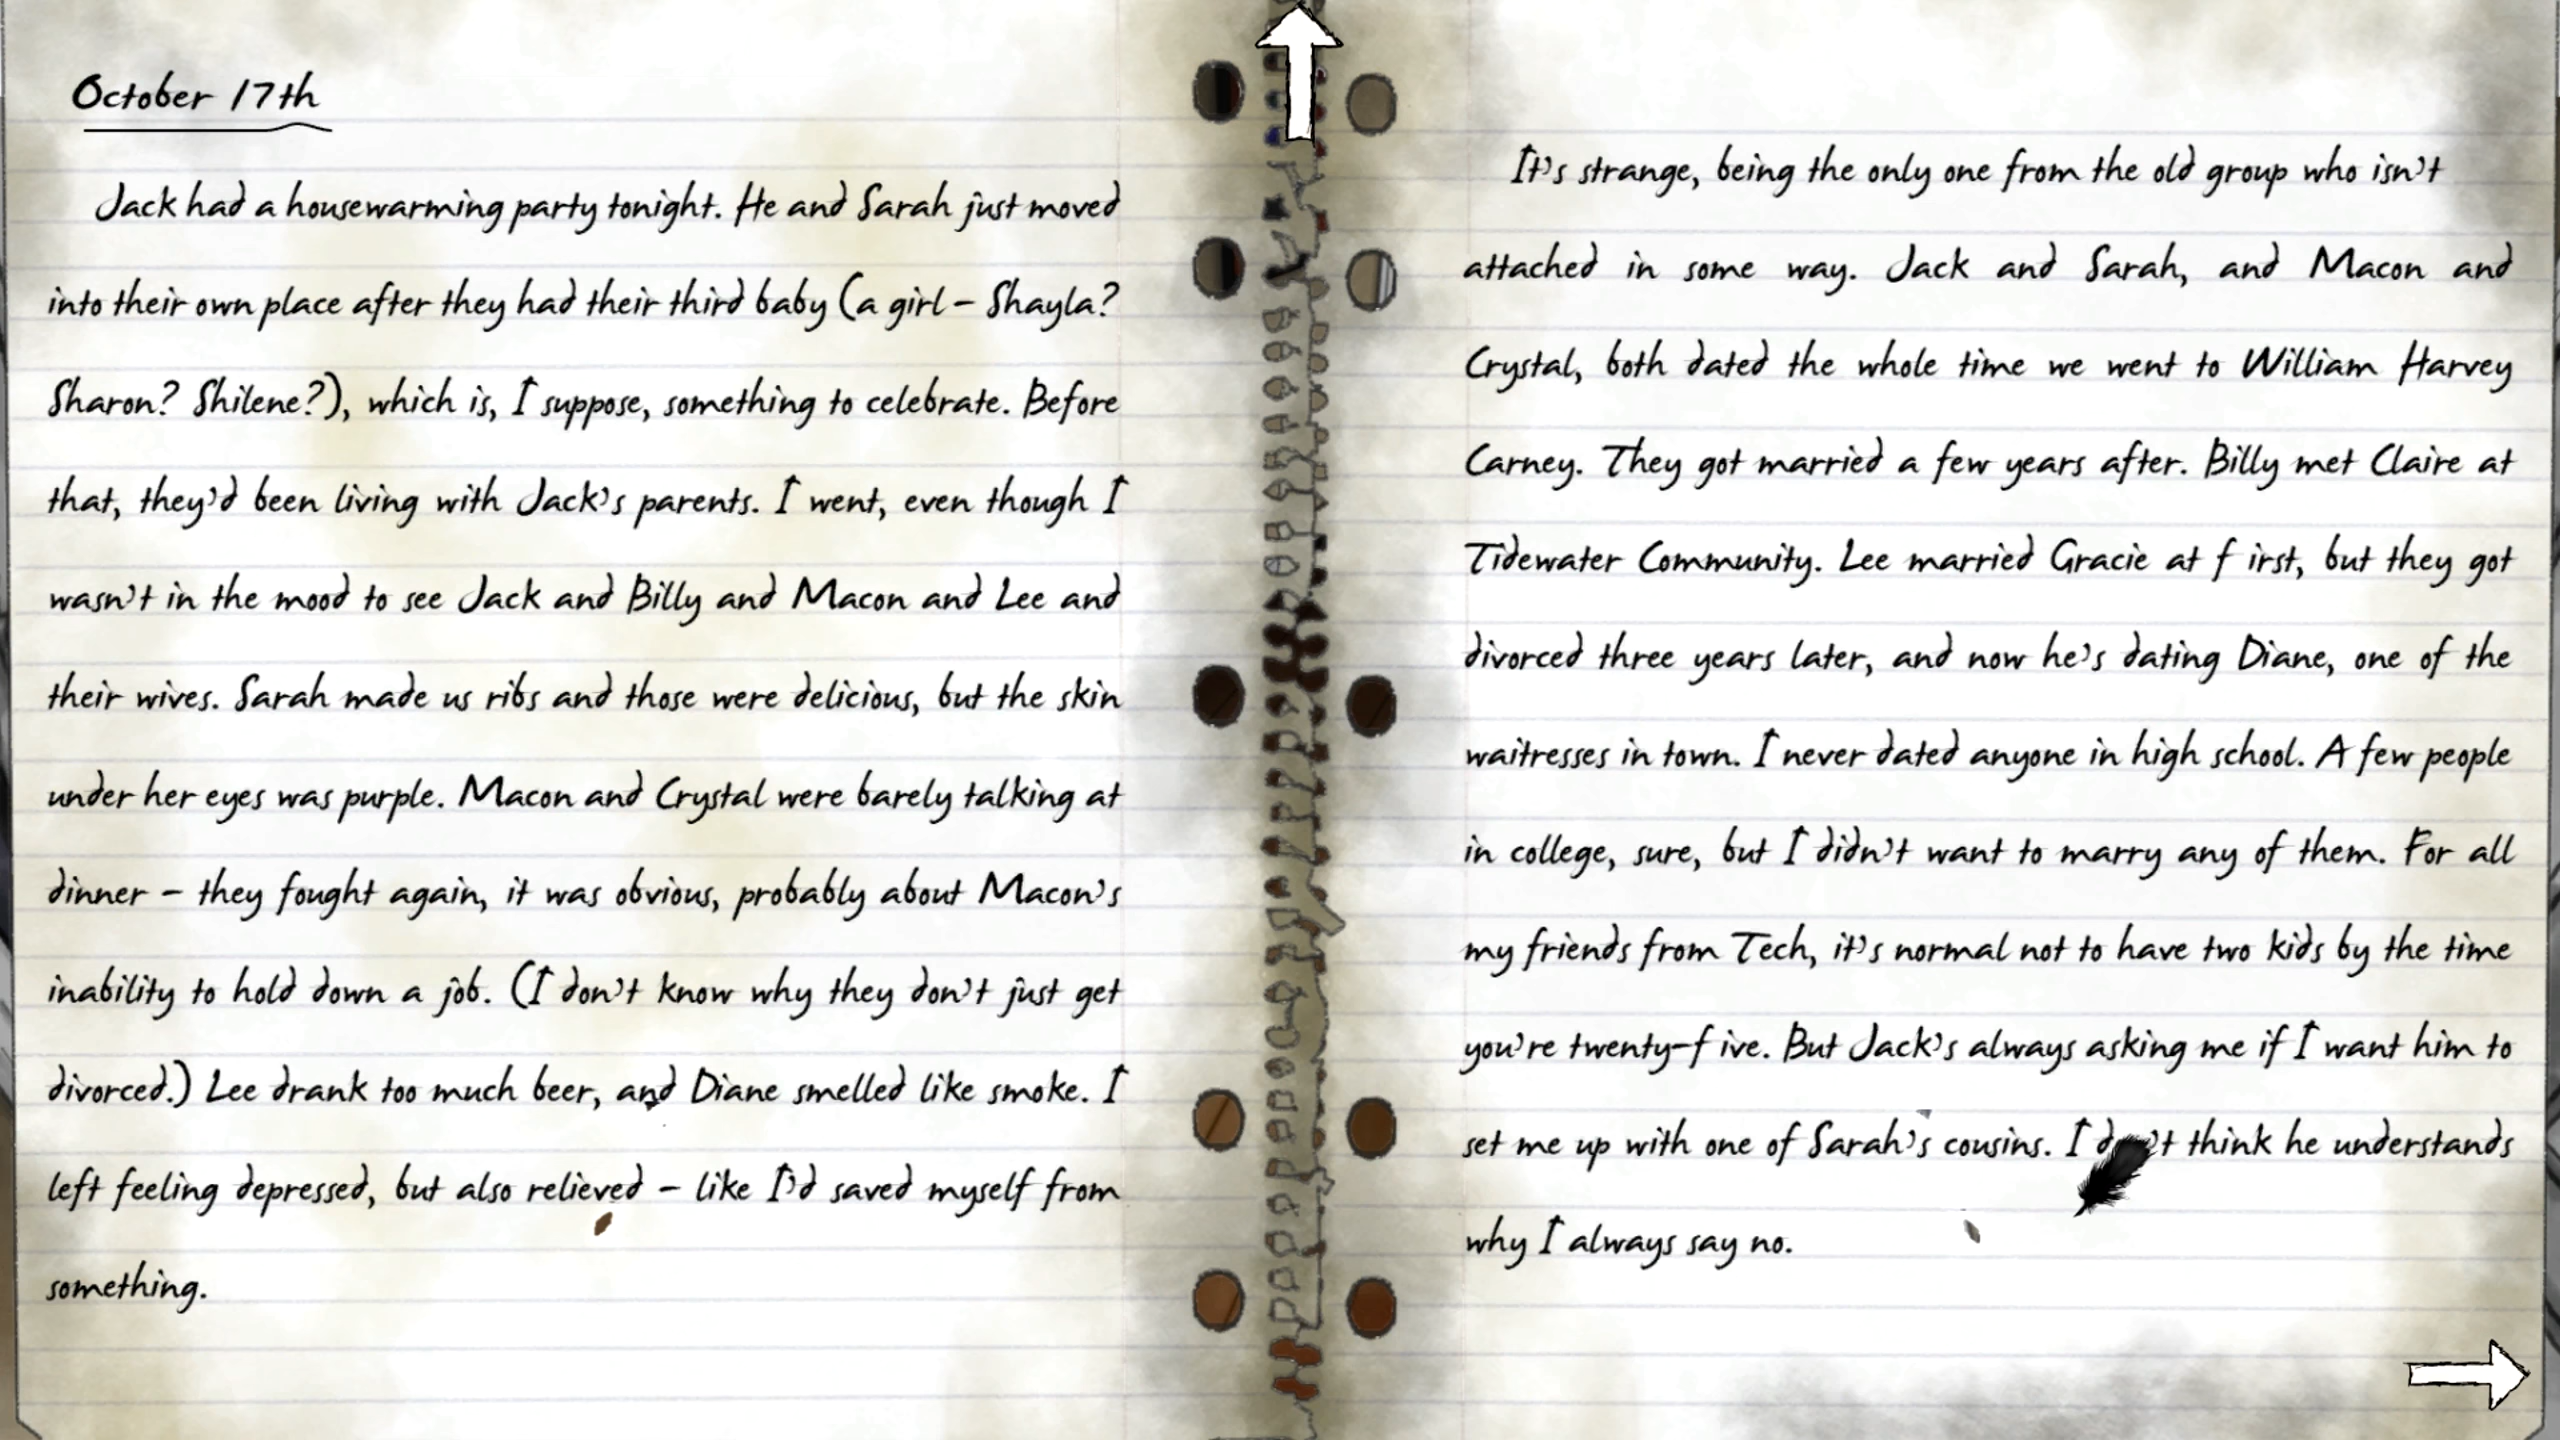 October 17th
Jack had a housewarming party tonight. He and Sarah just moved
into their own place after they had their third baby (a girl – Shayla?
Sharon? Shilene?), which is, I suppose, something to celebrate. Before
that, they'd been living with Jack's parents. I went, even though I
wasn't in the mood to see Jack and Billy and Macon and Lee and
their wives. Sarah made us ribs and those were delicious, but the skin
under her eyes was purple. Macon and Crystal were barely talking at
dinner – they fought again, it was obvious, probably about Macon's
inability to hold down a job. (I don't know why they don't just get
divorced.) Lee drank too much beer, and Diane smelled like smoke. I
left feeling depressed, but also relieved – like I'd saved myself from
something.
It's strange, being the only one from the old group who isn't
attached in some way. Jack and Sarah, and Macon and
Crystal, both dated the whole time we went to William Harvey
Carney. They got married a few years after. Billy met Claire at
Tidewater Community. Lee married Gracie at f irst, but they got
divorced three years later, and now he's dating Diane, one of the
waitresses in town. I never dated anyone in high school. A few people
in college, sure, but I didn't want to marry any of them. For all
my friends from Tech, it's normal not to have two kids by the time
you're twenty-f ive. But Jack's always asking me if I want him to
set me up with one of Sarah's cousins. I don't think he understands
why I always say no.